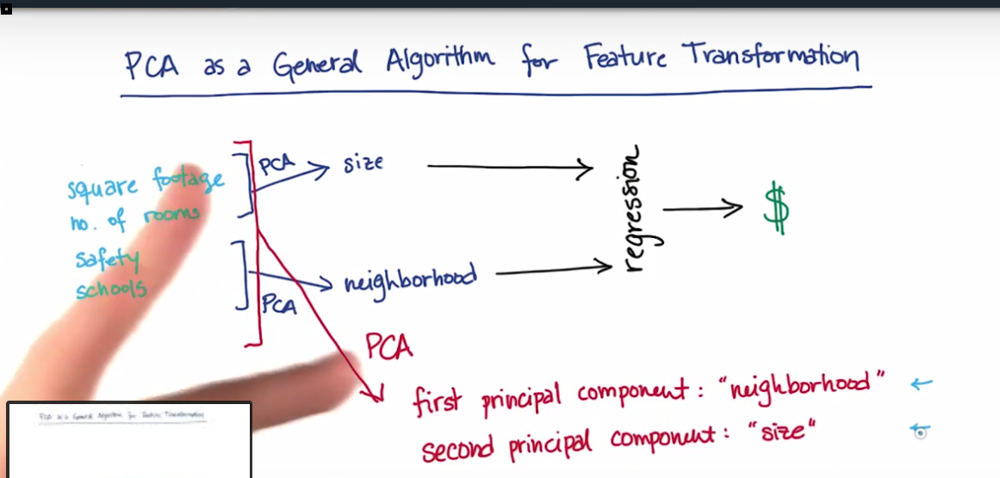 PCA as a General Algorithm for Feature Transformation
square footage
no. of rooms
safety
schools
PCA
size
PCA
neighborhood
regression
$
PCA
first principal component: "neighborhood"
second principal component: "size"
PCA as a General Algorithm for Feature Transformation